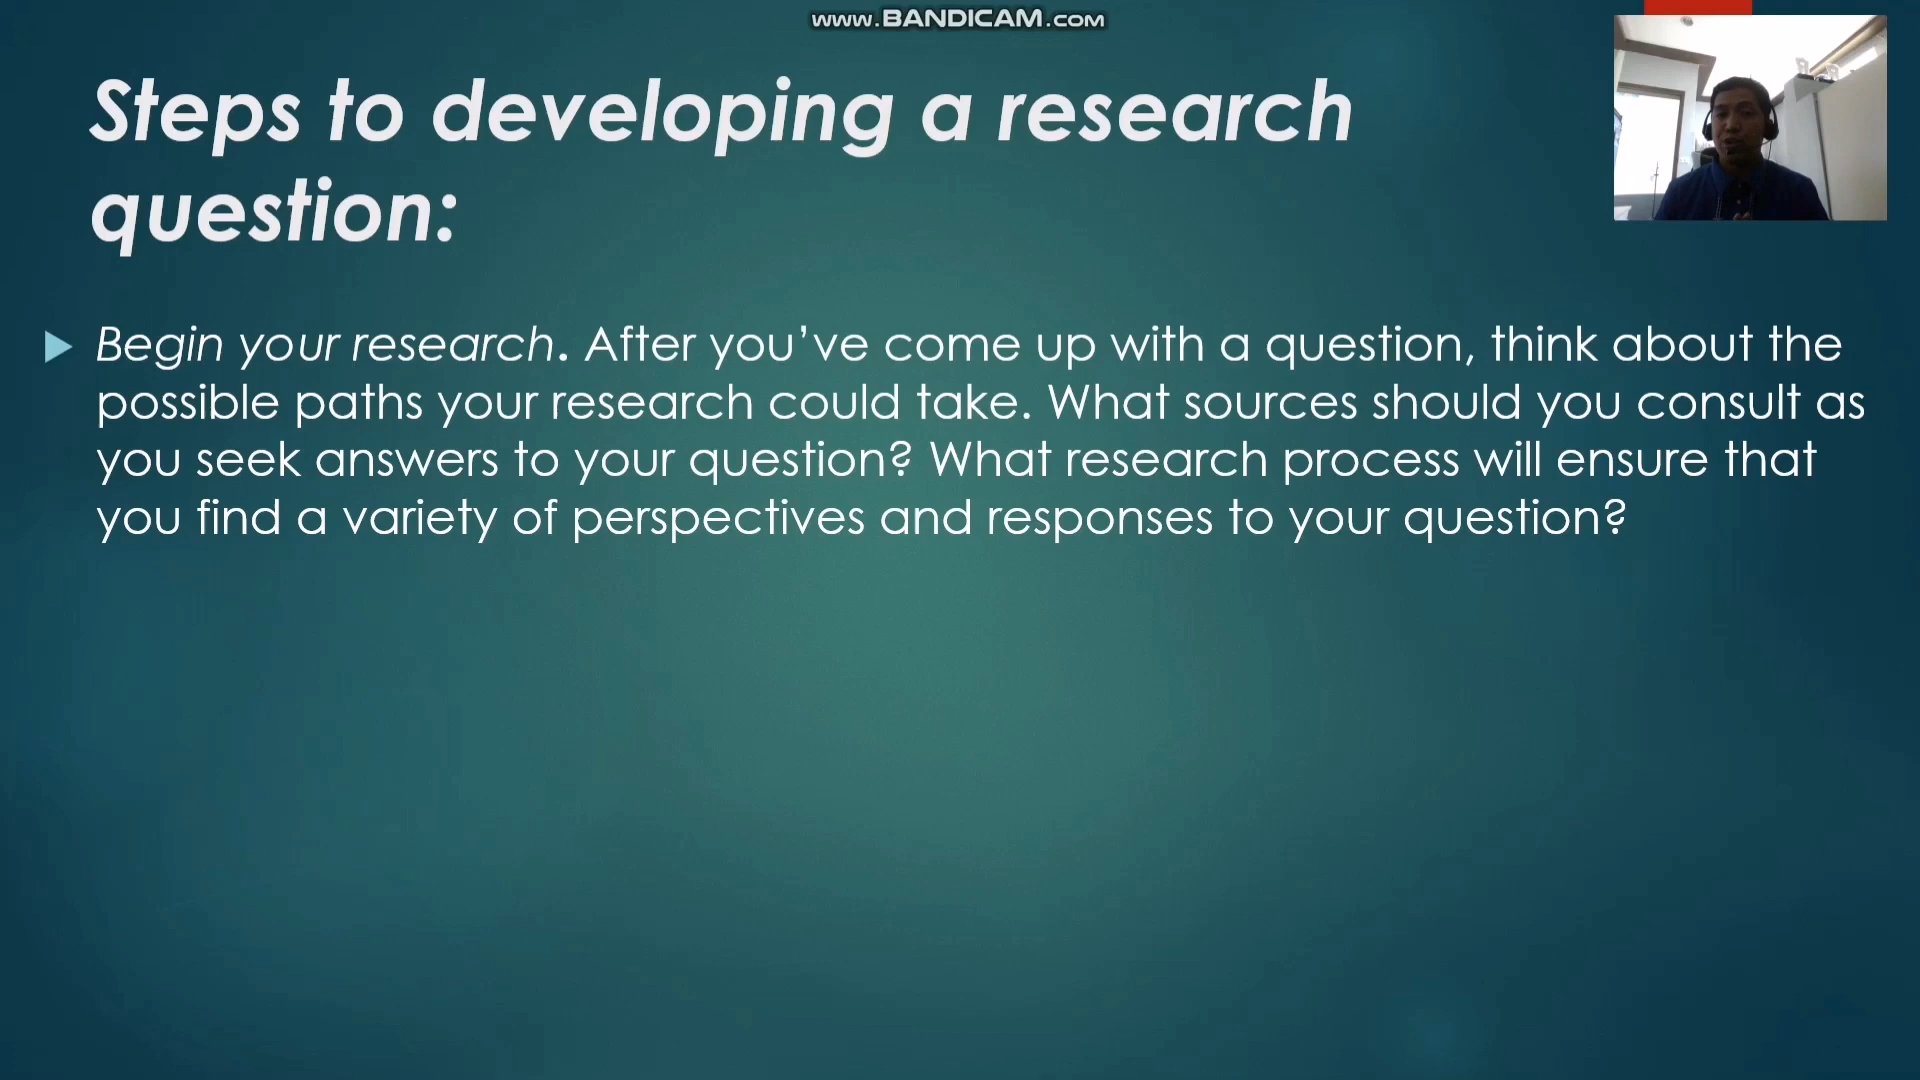 www.BANDICAM.com
Steps to developing a research
question:
Begin your research. After you’ve come up with a question, think about the
possible paths your research could take. What sources should you consult as
you seek answers to your question? What research process will ensure that
you find a variety of perspectives and responses to your question?